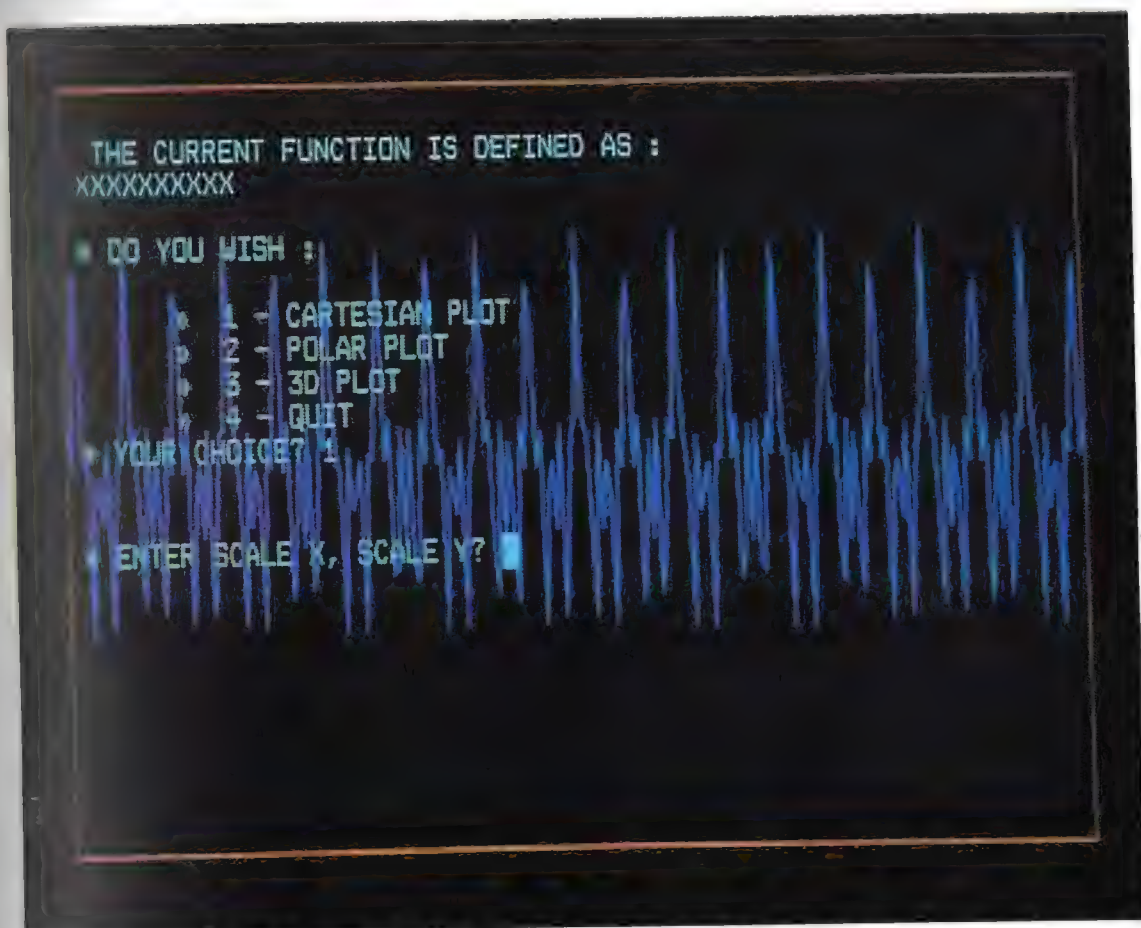 THE CURRENT FUNCTION IS DEFINED AS :
XXXXXXXXXX
DO YOU WISH :
1 - CARTESIAN PLOT
2 - POLAR PLOT
3 - 3D PLOT
4 - QUIT
YOUR CHOICE? 1
ENTER SCALE X, SCALE Y?